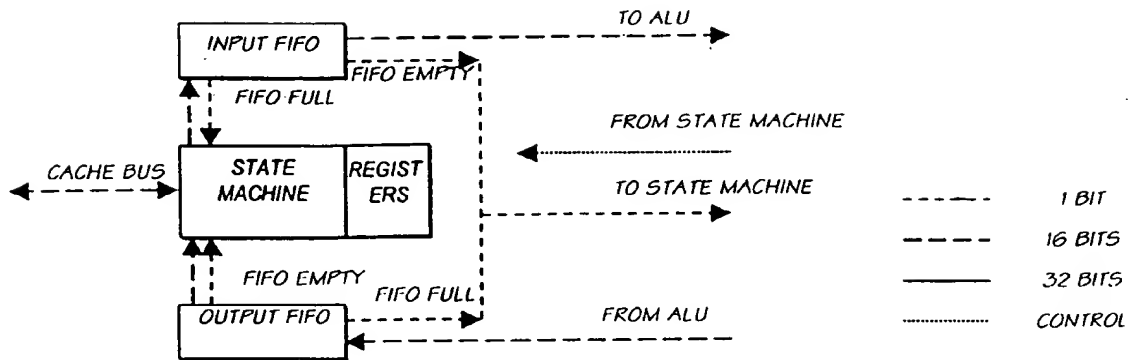 TO ALU
INPUT FIFO
FIFO EMPTY
FIFO FULL
FROM STATE MACHINE
CACHE BUS
STATE
MACHINE
REGIST
ERS
TO STATE MACHINE
1 BIT
16 BITS
FIFO EMPTY
FIFO FULL
32 BITS
OUTPUT FIFO
FROM ALU
CONTROL